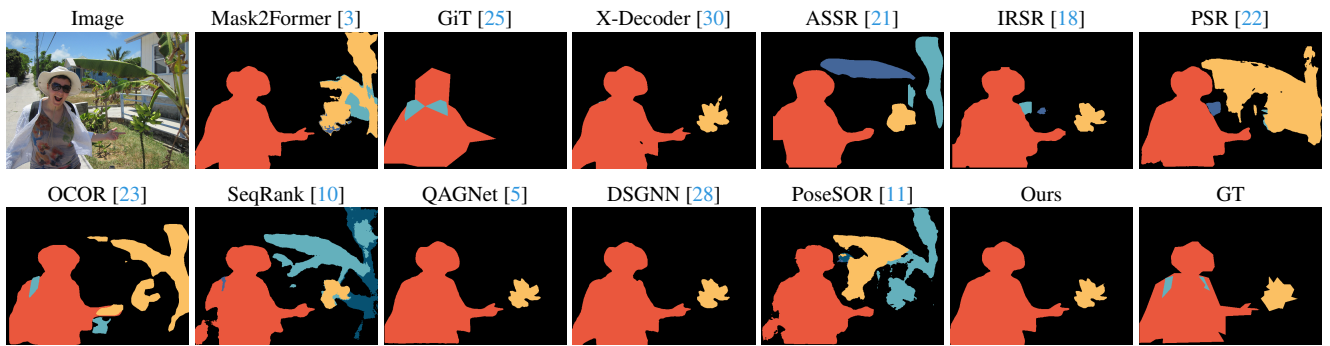 Image Mask2Former [3] GiT [25] X-Decoder [30] ASSR [21] IRSR [18] PSR [22]
OCOR [23] SeqRank [10] QAGNet [5] DSGNN [28] PoseSOR [11] Ours GT